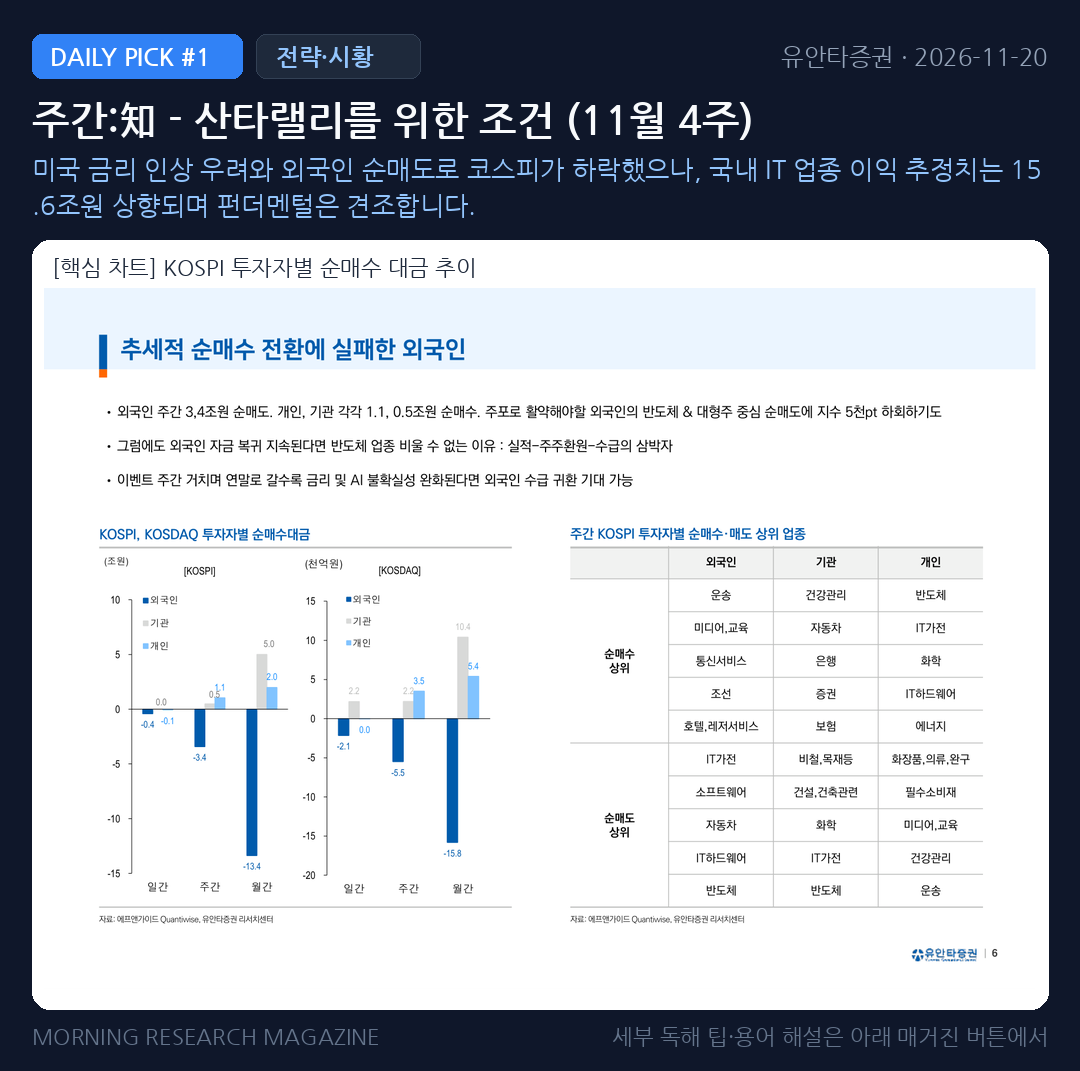 DAILY PICK #1
전략·시황
유안타증권 · 2026-11-20
주간:知 - 산타랠리를 위한 조건 (11월 4주)
미국 금리 인상 우려와 외국인 순매도로 코스피가 하락했으나, 국내 IT 업종 이익 추정치는 15
.6조원 상향되며 펀더멘털은 견조합니다.
[핵심 차트] KOSPI 투자자별 순매수 대금 추이
추세적 순매수 전환에 실패한 외국인
• 외국인 주간 3,4조원 순매도. 개인, 기관 각각 1.1, 0.5조원 순매수. 주포로 활약해야할 외국인의 반도체 & 대형주 중심 순매도에 지수 5천pt 하회하기도
• 그럼에도 외국인 자금 복귀 지속된다면 반도체 업종 비울 수 없는 이유 : 실적-주주환원-수급의 삼박자
• 이벤트 주간 거치며 연말로 갈수록 금리 및 AI 불확실성 완화된다면 외국인 수급 귀환 기대 가능
KOSPI, KOSDAQ 투자자별 순매수대금
(조원)
[KOSPI]
외국인
기관
개인
10
5
0
-5
-10
-15
-0.4
0.0
-0.1
-3.4
0.5
1.1
-13.4
5.0
2.0
일간 주간 월간
(천억원)
[KOSDAQ]
외국인
기관
개인
15
10
5
0
-5
-10
-15
-20
-2.1
2.2
0.0
-5.5
2.2
3.5
-15.8
10.4
5.4
일간 주간 월간
자료: 에프앤가이드 Quantiwise, 유안타증권 리서치센터
주간 KOSPI 투자자별 순매수·매도 상위 업종
외국인 기관 개인
순매수
상위
운송 건강관리 반도체
미디어,교육 자동차 IT가전
통신서비스 은행 화학
조선 증권 IT하드웨어
호텔,레저서비스 보험 에너지
순매도
상위
IT가전 비철,목재등 화장품,의류,완구
소프트웨어 건설,건축관련 필수소비재
자동차 화학 미디어,교육
IT하드웨어 IT가전 건강관리
반도체 반도체 운송
자료: 에프앤가이드 Quantiwise, 유안타증권 리서치센터
유안타증권 | 6
MORNING RESEARCH MAGAZINE
세부 독해 팁·용어 해설은 아래 매거진 버튼에서